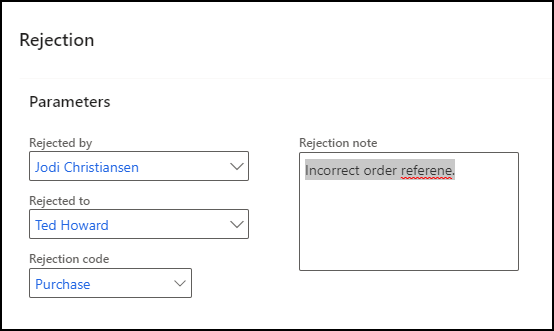 Rejection
Parameters
Rejected by
Jodi Christiansen
Rejected to
Ted Howard
Rejection code
Purchase
Rejection note
Incorrect order referene.